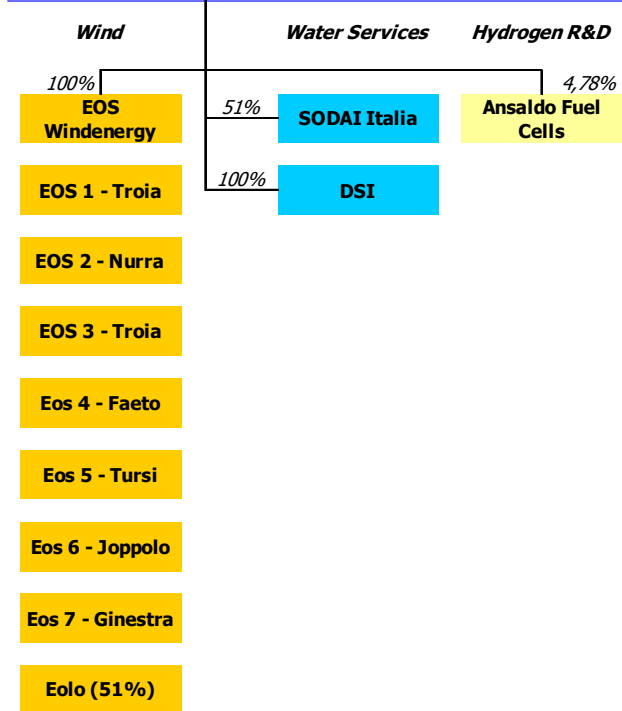 Wind
Water Services
Hydrogen R&D
100%
EOS
Windenergy
51%
SODAI Italia
4,78%
Ansaldo Fuel
Cells
100%
DSI
EOS 1 - Troia
EOS 2 - Nurra
EOS 3 - Troia
Eos 4 - Faeto
Eos 5 - Tursi
Eos 6 - Joppolo
Eos 7 - Ginestra
Eolo (51%)